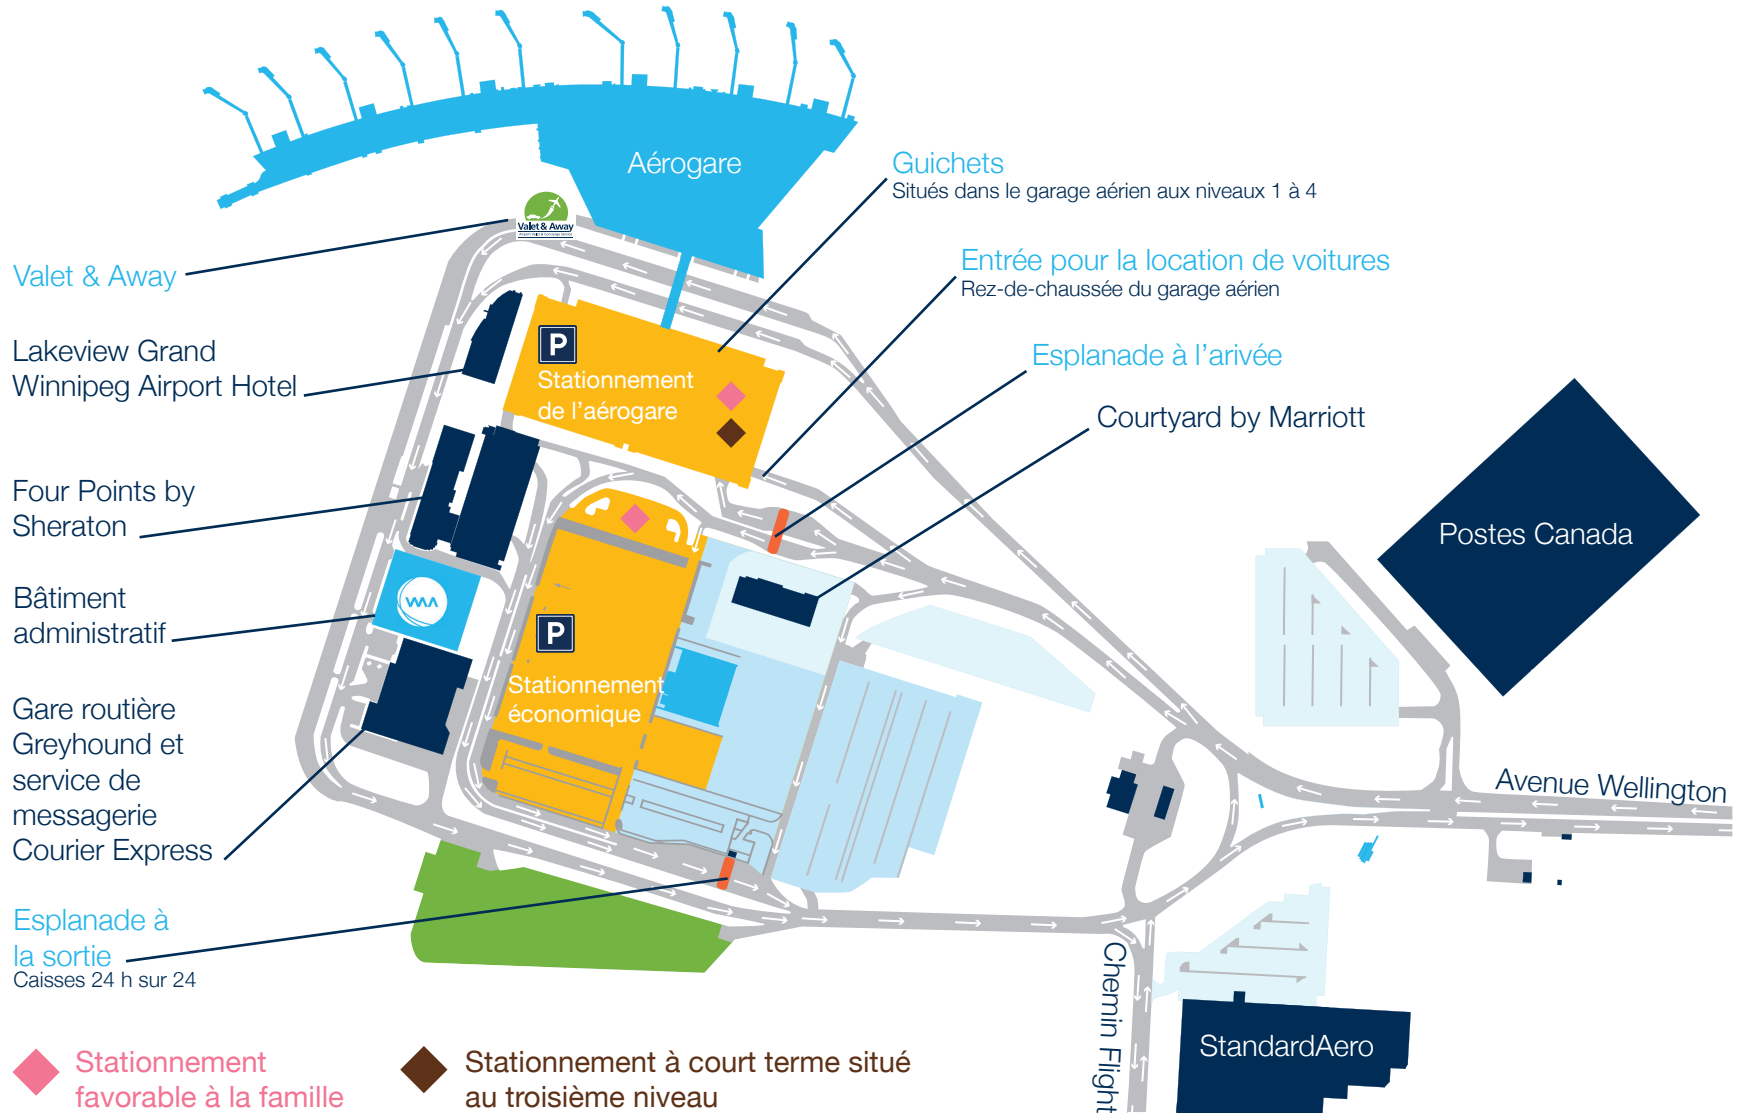 Aérogare
Guichets
Situés dans le garage aérien aux niveaux 1 à 4
Valet & Away
Valet & Away
Entrée pour la location de voitures
Rez-de-chaussée du garage aérien
Lakeview Grand
Winnipeg Airport Hotel
P
Stationnement
de l'aérogare
Esplanade à l'arivée
Courtyard by Marriott
Four Points by
Sheraton
Postes Canada
Bâtiment
administratif
P
Stationnement
économique
Gare routière
Greyhound et
service de
messagerie
Courier Express
Avenue Wellington
Esplanade à
la sortie
Caisses 24 h sur 24
Chemin Flight
StandardAero
Stationnement
favorable à la famille
Stationnement à court terme situé
au troisième niveau